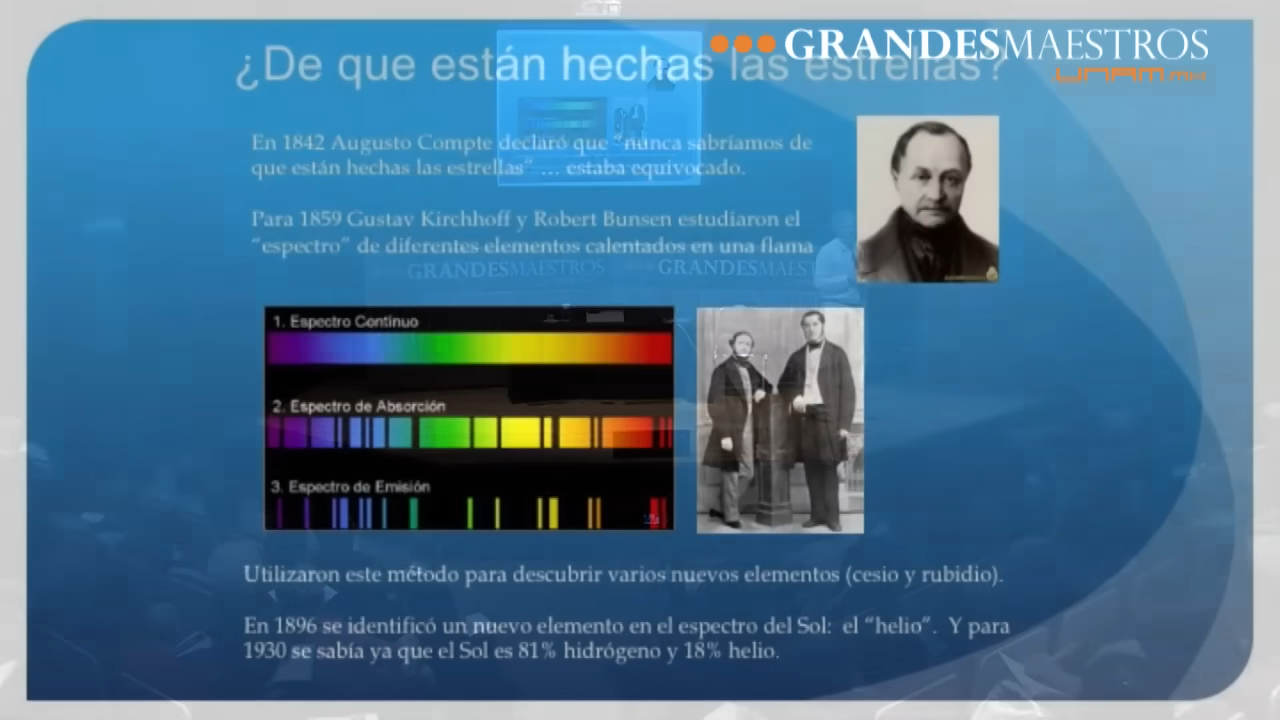 GRANDESMAESTROS
UNAM.mx
¿De que están hechas las estrellas?
En 1842 Augusto Compte declaró que “nunca sabríamos de
que están hechas las estrellas” … estaba equivocado.
Para 1859 Gustav Kirchhoff y Robert Bunsen estudiaron el
“espectro” de diferentes elementos calentados en una flama
GRANDESMAESTROS GRANDESMAEST
1. Espectro Continuo
2. Espectro de Absorción
3. Espectro de Emisión
Utilizaron este método para descubrir varios nuevos elementos (cesio y rubidio).
En 1896 se identificó un nuevo elemento en el espectro del Sol: el “helio”. Y para
1930 se sabía ya que el Sol es 81% hidrógeno y 18% helio.